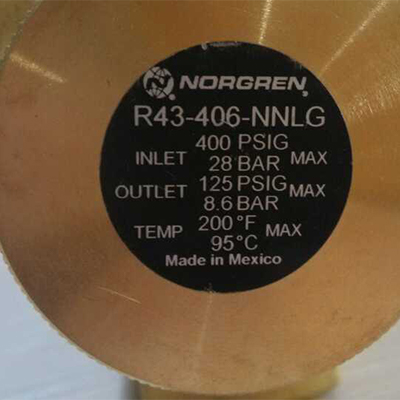 NORGREN
R43-406-NNLG
INLET 400 PSIG MAX
28 BAR
OUTLET 125 PSIG MAX
8.6 BAR
TEMP 200°F MAX
95°C
Made in Mexico